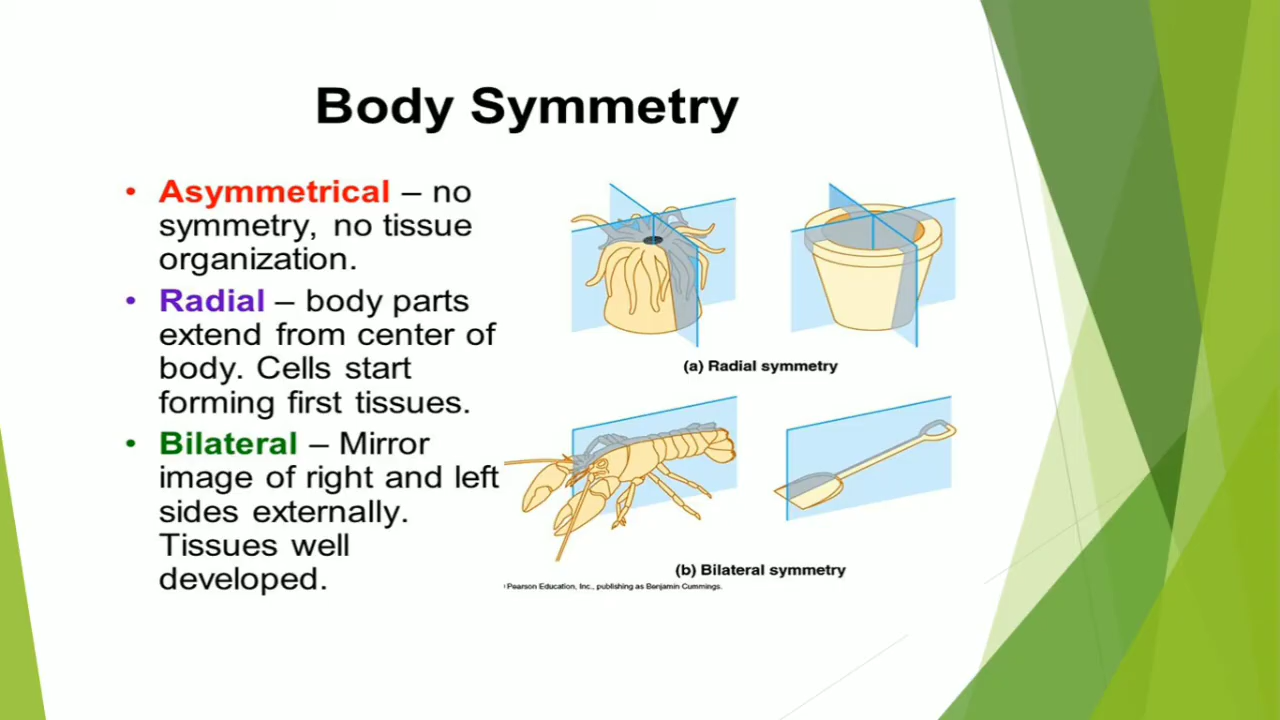 Body Symmetry
• Asymmetrical – no
symmetry, no tissue
organization.
• Radial – body parts
extend from center of
body. Cells start
forming first tissues.
• Bilateral – Mirror
image of right and left
sides externally.
Tissues well
developed.
(a) Radial symmetry
(b) Bilateral symmetry
Pearson Education, Inc., publishing as Benjamin Cummings.